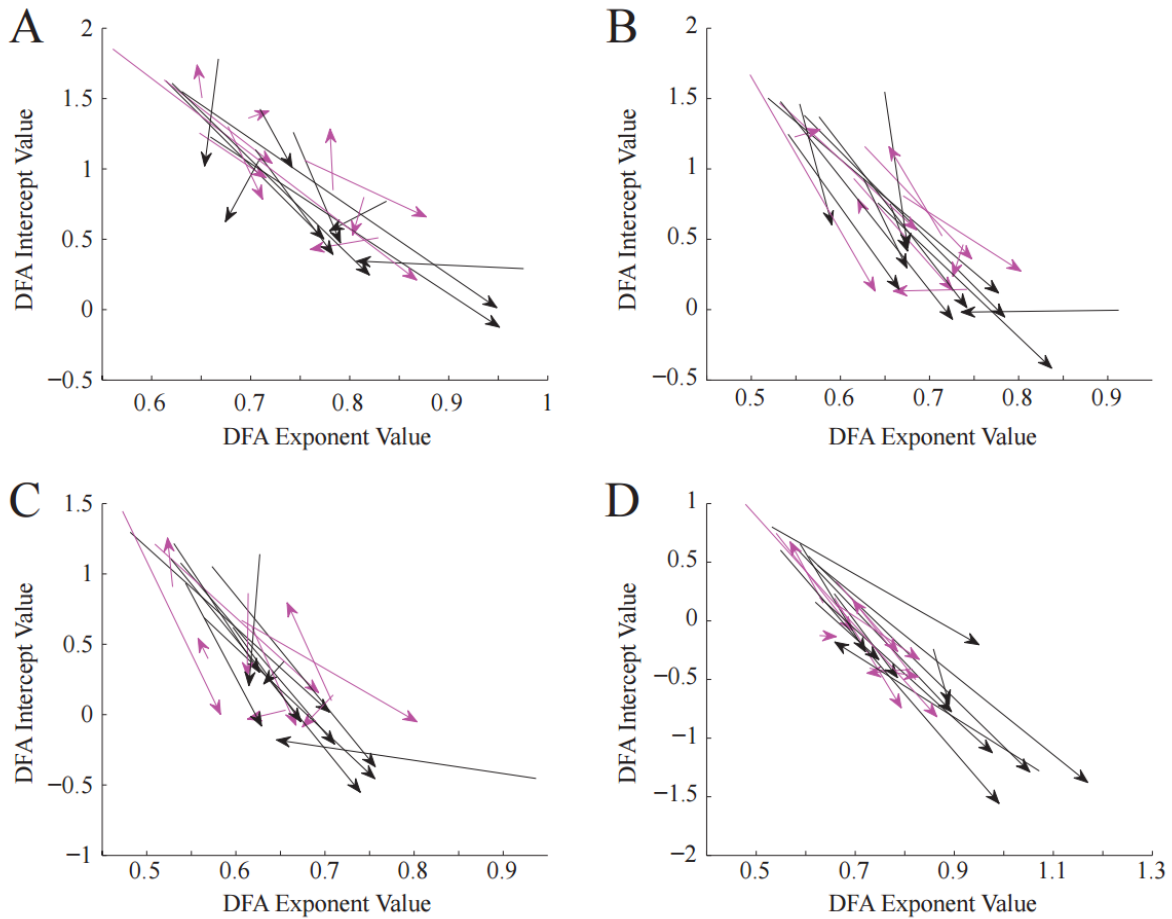 A
B
2
1.5
1
0.5
0
−0.5
DFA Intercept Value
0.6 0.7 0.8 0.9 1
DFA Exponent Value
2
1.5
1
0.5
0
−0.5
DFA Intercept Value
0.5 0.6 0.7 0.8 0.9
DFA Exponent Value
C
D
1.5
1
0.5
0
−0.5
−1
DFA Intercept Value
0.5 0.6 0.7 0.8 0.9
DFA Exponent Value
1
0.5
0
−0.5
−1
−1.5
−2
DFA Intercept Value
0.5 0.7 0.9 1.1 1.3
DFA Exponent Value